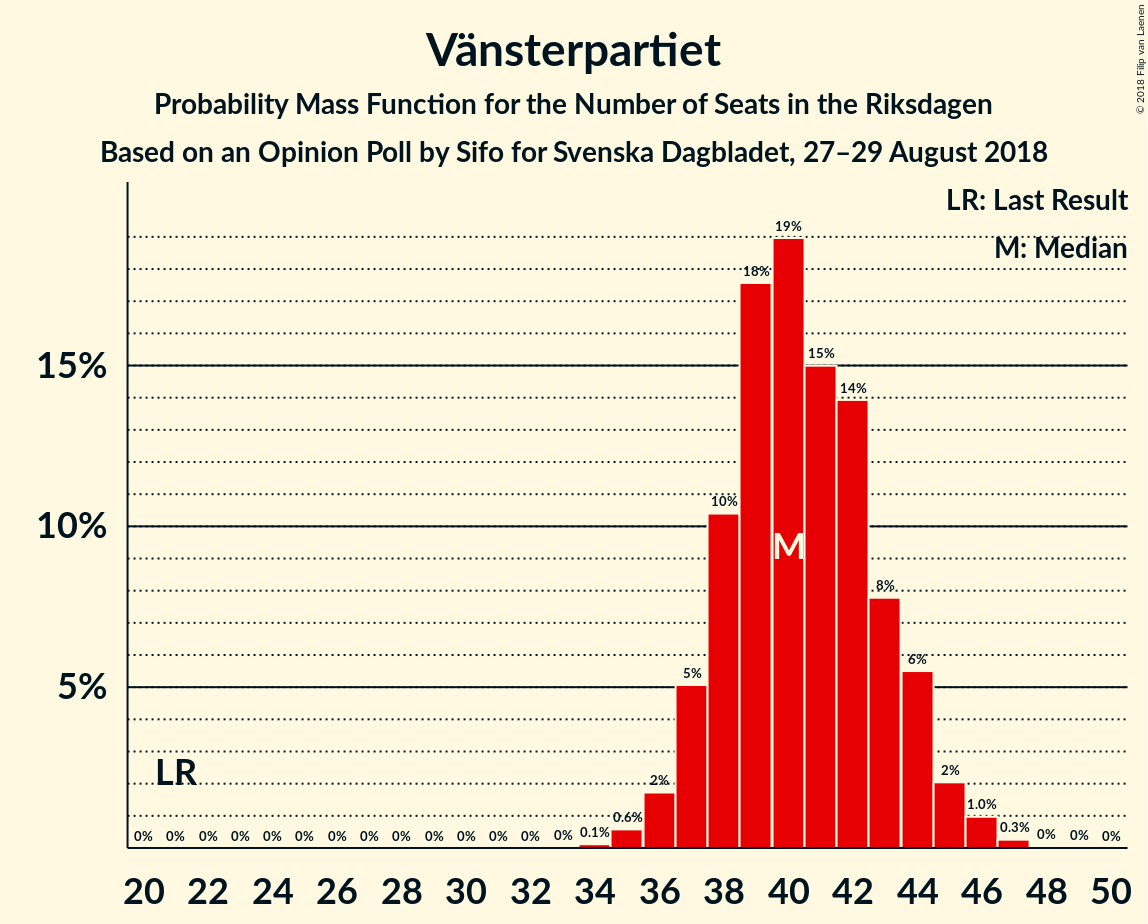 Vänsterpartiet
Probability Mass Function for the Number of Seats in the Riksdagen
Based on an Opinion Poll by Sifo for Svenska Dagbladet, 27–29 August 2018
© 2018 Filip van Laenen
LR: Last Result
M: Median
15%
10%
5%
LR
M
0% 0% 0% 0% 0% 0% 0% 0% 0% 0% 0% 0% 0% 0% 0.1% 0.6% 2% 5% 10% 18% 19% 15% 14% 8% 6% 2% 1.0% 0.3% 0% 0% 0%
20 22 24 26 28 30 32 34 36 38 40 42 44 46 48 50